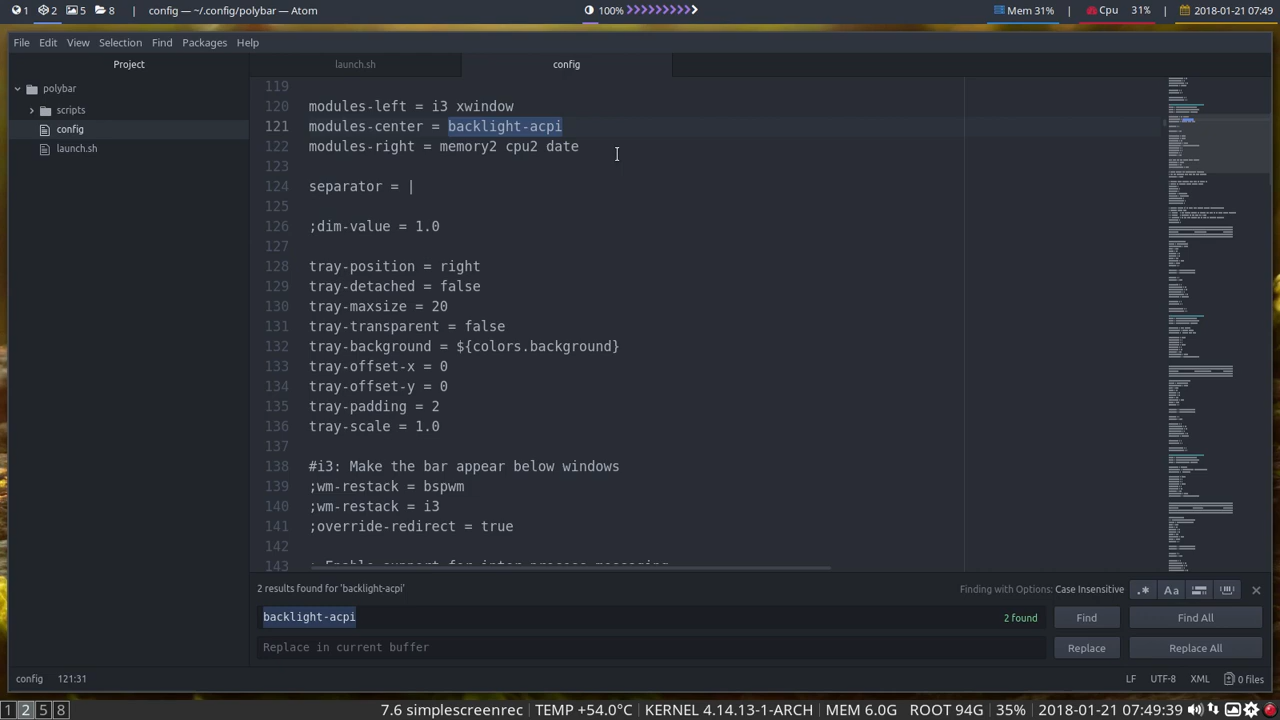 1 2 5 8 config — ~/.config/polybar — Atom 100% Mem 31% Cpu 31% 2018-01-21 07:49
File Edit View Selection Find Packages Help
Project launch.sh config
polybar
scripts
config
launch.sh
119
120 modules-left = i3 xwindow
121 modules-center = backlight-acpi
122 modules-right = memory2 cpu2 date
123
124 separator = |
125
126 ;dim-value = 1.0
127
128 tray-position = right
129 tray-detached = false
130 tray-maxsize = 20
131
132 tray-background = ${colors.background}
133 tray-offset-x = 0
134 tray-offset-y = 0
135 tray-padding = 2
136 tray-scale = 1.0
137
138 #i3: Make the bar appear below windows
139 ;wm-restack = bspwm
140 ;wm-restack = i3
141 override-redirect = true
142
2 results found for 'backlight-acpi' Finding with Options: Case Insensitive .* Aa
backlight-acpi 2 found Find Find All
Replace in current buffer Replace Replace All
config 121:31 LF UTF-8 XML 0 files
1 2 5 8 7.6 simplescreenrec TEMP +54.0°C KERNEL 4.14.13-1-ARCH MEM 6.0G ROOT 94G 35% 2018-01-21 07:49:39